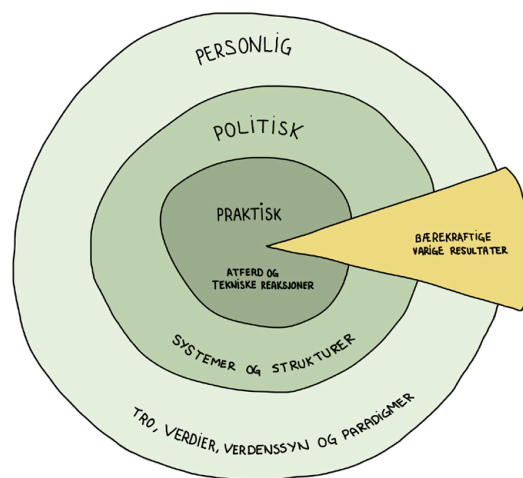 PERSONLIG
POLITISK
PRAKTISK
ATFERD OG
TEKNISKE REAKSJONER
BÆREKRAFTIGE
VARIGE RESULTATER
SYSTEMER OG STRUKTURER
TRO, VERDIER, VERDENSSYN OG PARADIGMER